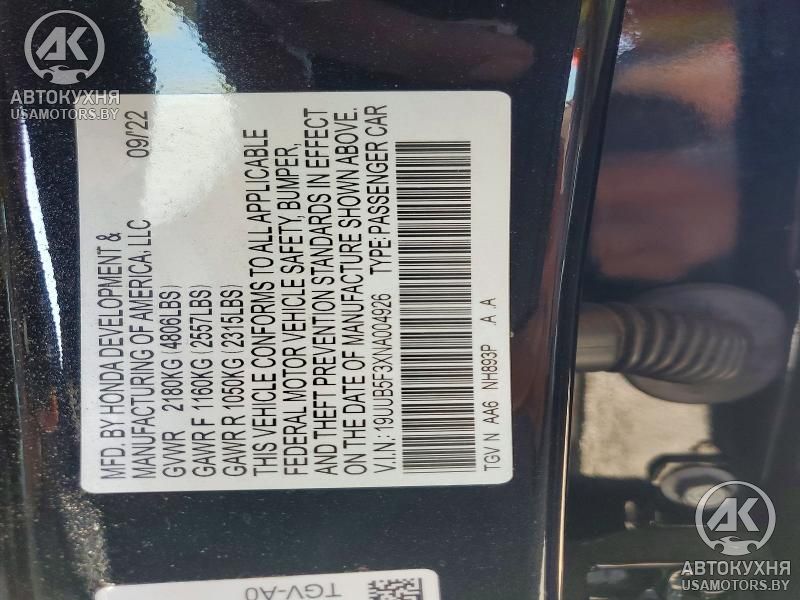 AK
АВТОКУХНЯ
USAMOTORS.BY
MFD. BY HONDA DEVELOPMENT &
MANUFACTURING OF AMERICA, LLC 09/22
GVWR 2180KG (4806LBS)
GAWR F 1160KG (2557LBS)
GAWR R 1050KG (2315LBS)
THIS VEHICLE CONFORMS TO ALL APPLICABLE
FEDERAL MOTOR VEHICLE SAFETY, BUMPER,
AND THEFT PREVENTION STANDARDS IN EFFECT
ON THE DATE OF MANUFACTURE SHOWN ABOVE.
V.I.N.: 19UUB5F3XNA004926 TYPE: PASSENGER CAR
TGV N AA6 NH893P .A A
TGV-A0
AK
АВТОКУХНЯ
USAMOTORS.BY